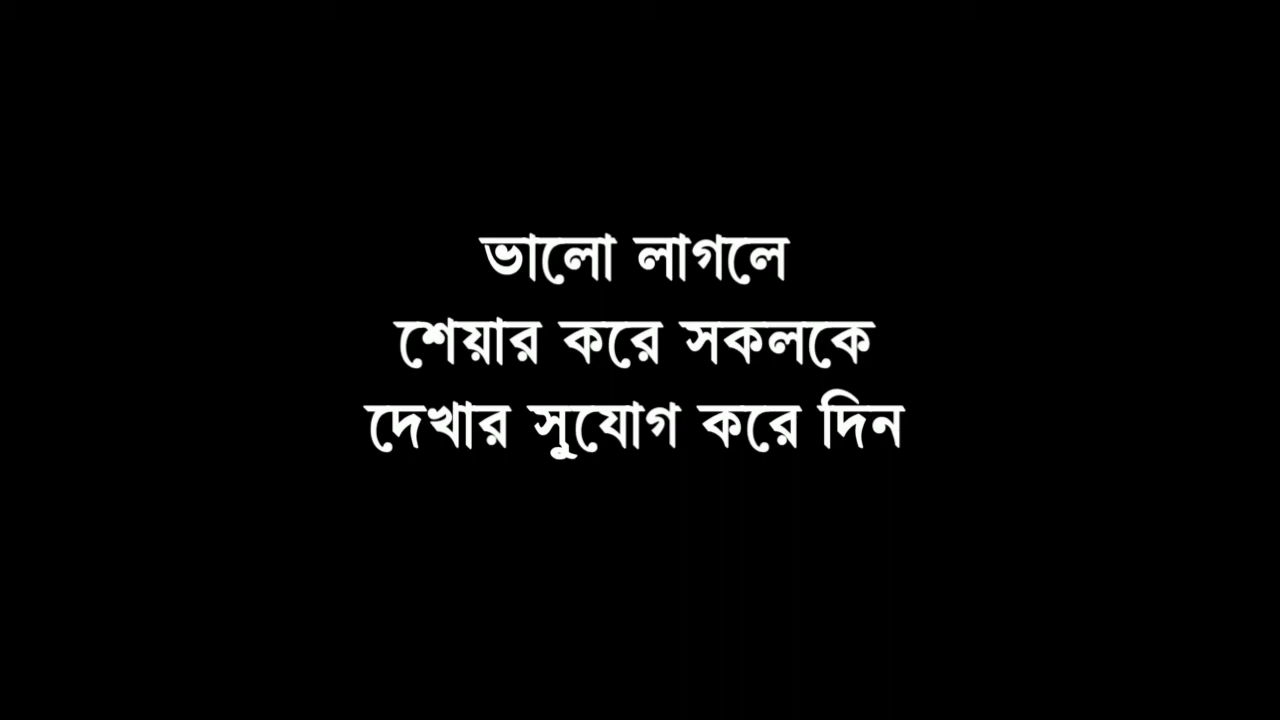 ভালো লাগলে
শেয়ার করে সকলকে
দেখার সুযোগ করে দিন